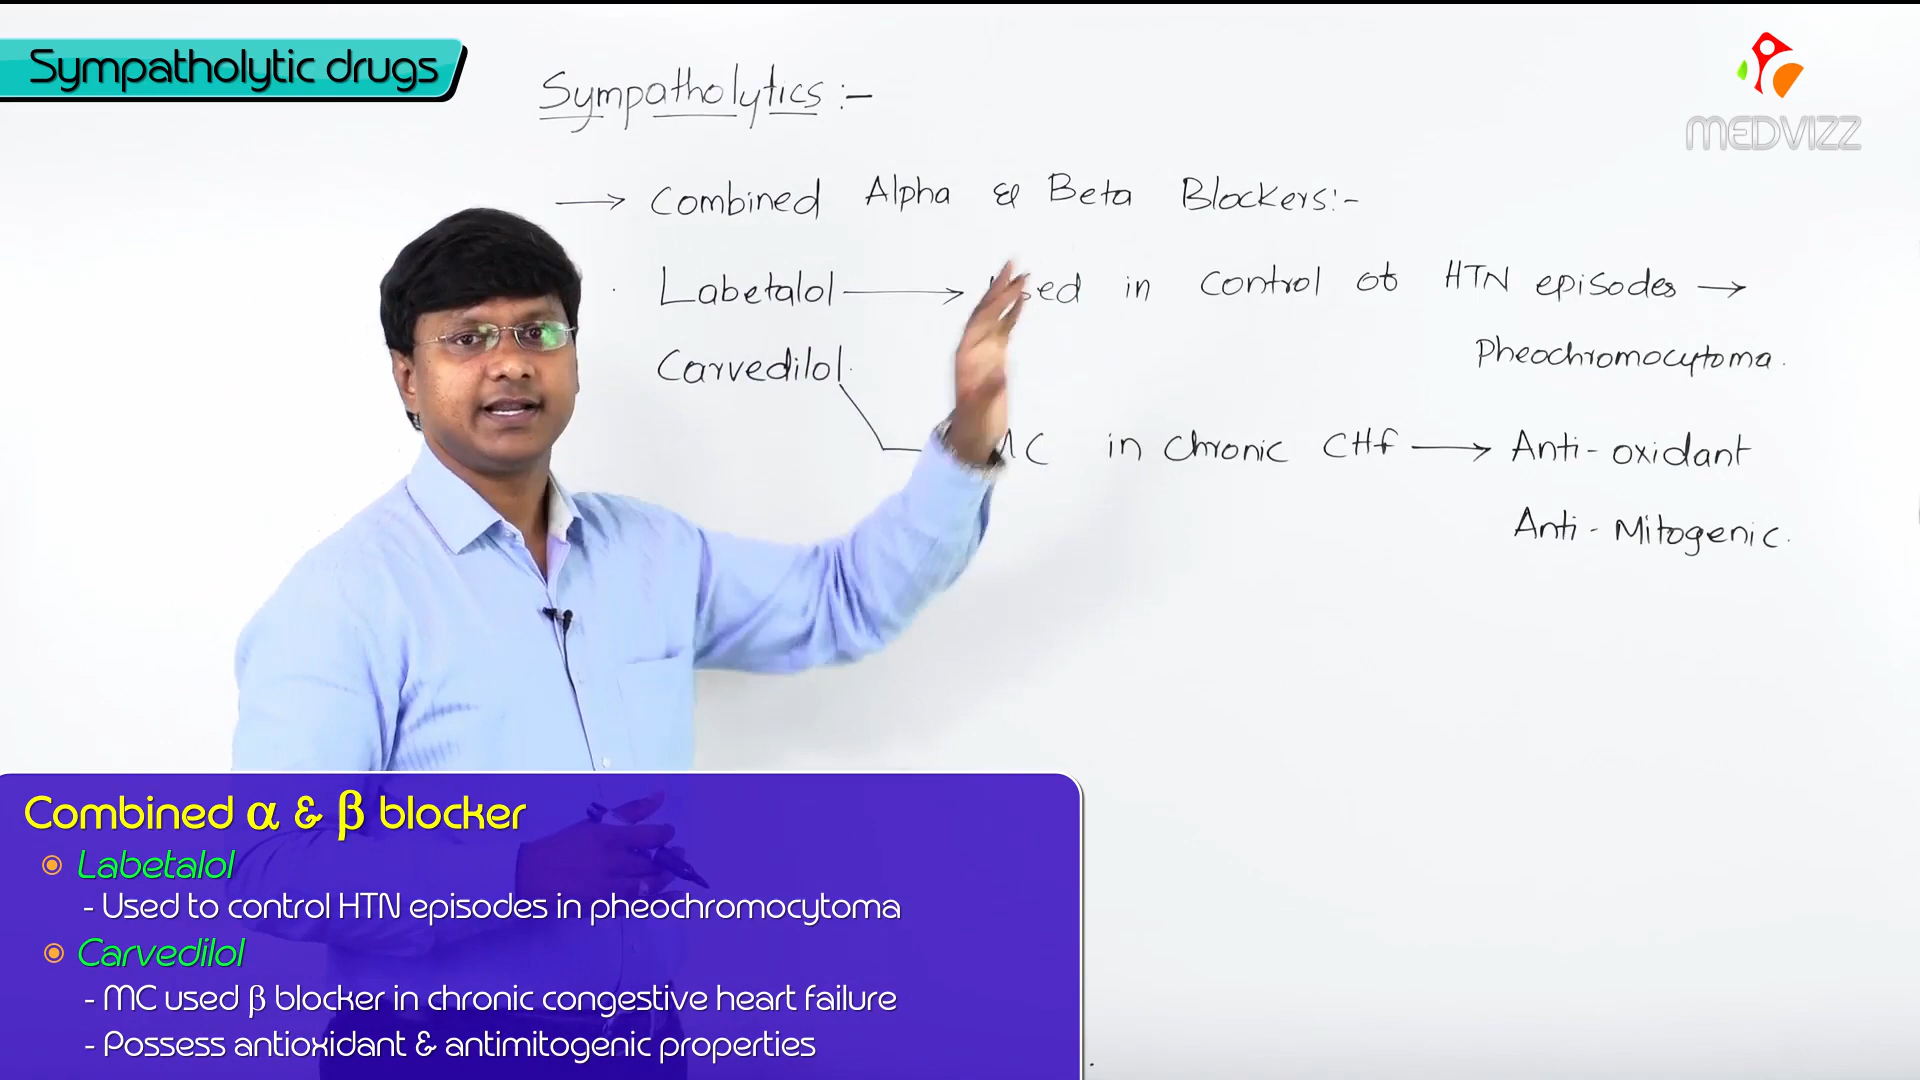 Sympatholytic drugs
MEDVIZZ
Sympatholytics :-
→ Combined Alpha & Beta Blockers:-
Labetalol → in control of HTN episodes →
Pheochromocytoma.
Carvedilol
MC in chronic CHf → Anti-oxidant
Anti-Mitogenic.
Combined α & β blocker
Labetalol
- Used to control HTN episodes in pheochromocytoma
Carvedilol
- MC used β blocker in chronic congestive heart failure
- Possess antioxidant & antimitogenic properties